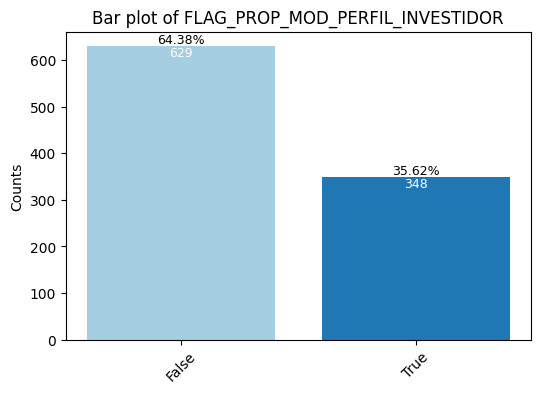 Bar plot of FLAG_PROP_MOD_PERFIL_INVESTIDOR
64.38%
629
35.62%
348
600
500
400
300
200
100
0
Counts
False
True